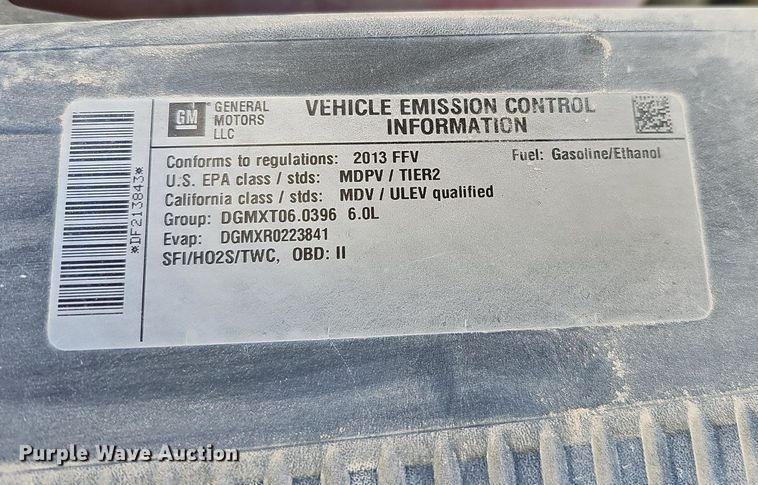 GM
GENERAL
MOTORS
LLC
VEHICLE EMISSION CONTROL
INFORMATION
Conforms to regulations: 2013 FFV
Fuel: Gasoline/Ethanol
U.S. EPA class / stds: MDPV / TIER2
California class / stds: MDV / ULEV qualified
Group: DGMXT06.0396 6.0L
Evap: DGMXR0223841
SFI/HO2S/TWC, OBD: II
*DF213843*
Purple Wave Auction